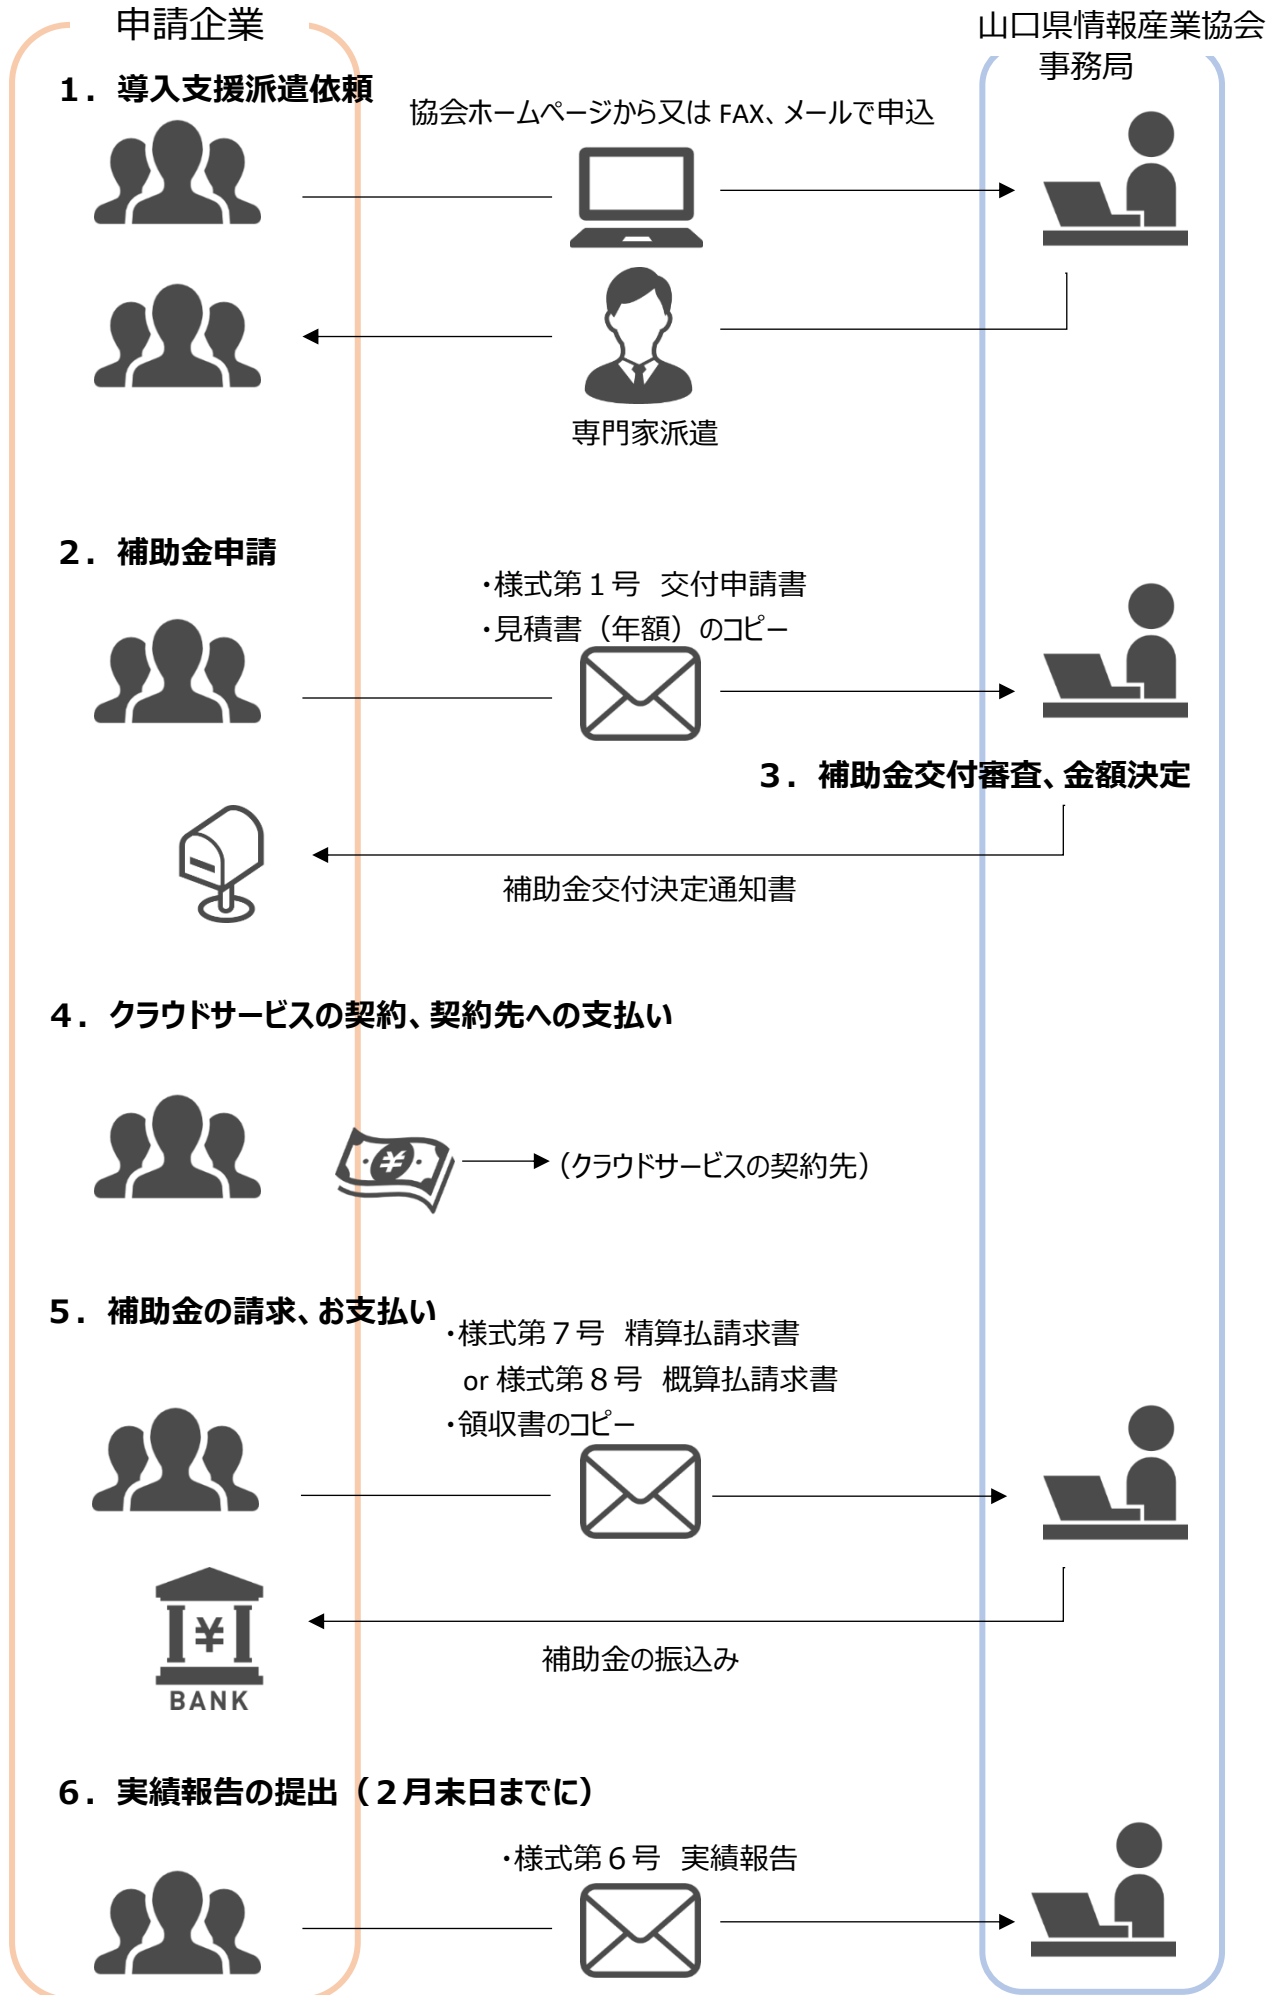 申請企業
山口県情報産業協会
事務局
１．導入支援派遣依頼
協会ホームページから又は FAX、メールで申込
専門家派遣
２．補助金申請
・様式第１号　交付申請書
・見積書（年額）のコピー
３．補助金交付審査、金額決定
補助金交付決定通知書
４．クラウドサービスの契約、契約先への支払い
¥
（クラウドサービスの契約先）
５．補助金の請求、お支払い
・様式第７号　精算払請求書
or 様式第８号　概算払請求書
・領収書のコピー
¥
BANK
補助金の振込み
６．実績報告の提出（２月末日までに）
・様式第６号　実績報告